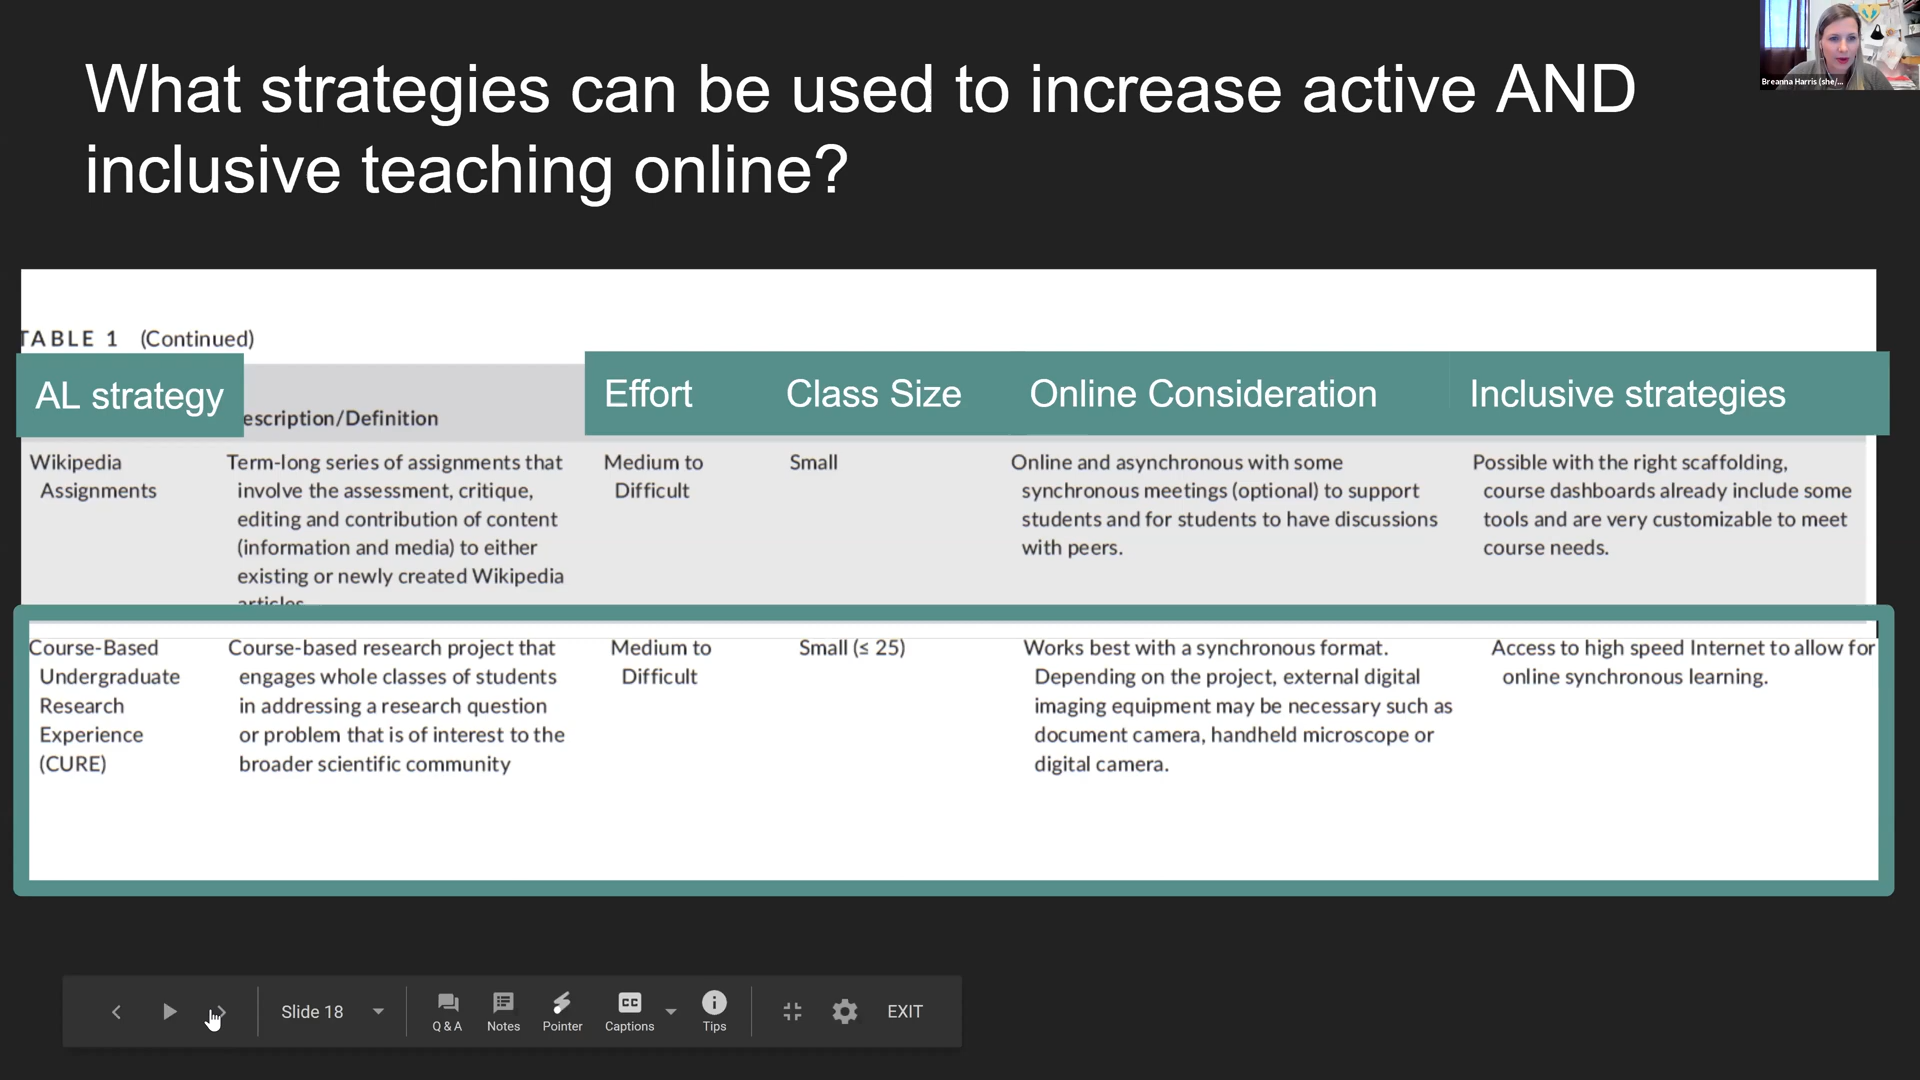 What strategies can be used to increase active AND
inclusive teaching online?
Breanna Harris (she/...
TABLE 1 (Continued)
AL strategy
escription/Definition
Effort
Class Size
Online Consideration
Inclusive strategies
Wikipedia
Assignments
Term-long series of assignments that
involve the assessment, critique,
editing and contribution of content
(information and media) to either
existing or newly created Wikipedia
articles
Medium to
Difficult
Small
Online and asynchronous with some
synchronous meetings (optional) to support
students and for students to have discussions
with peers.
Possible with the right scaffolding,
course dashboards already include some
tools and are very customizable to meet
course needs.
Course-Based
Undergraduate
Research
Experience
(CURE)
Course-based research project that
engages whole classes of students
in addressing a research question
or problem that is of interest to the
broader scientific community
Medium to
Difficult
Small (≤ 25)
Works best with a synchronous format.
Depending on the project, external digital
imaging equipment may be necessary such as
document camera, handheld microscope or
digital camera.
Access to high speed Internet to allow for
online synchronous learning.
Slide 18
Q & A
Notes
Pointer
CC
Captions
Tips
EXIT